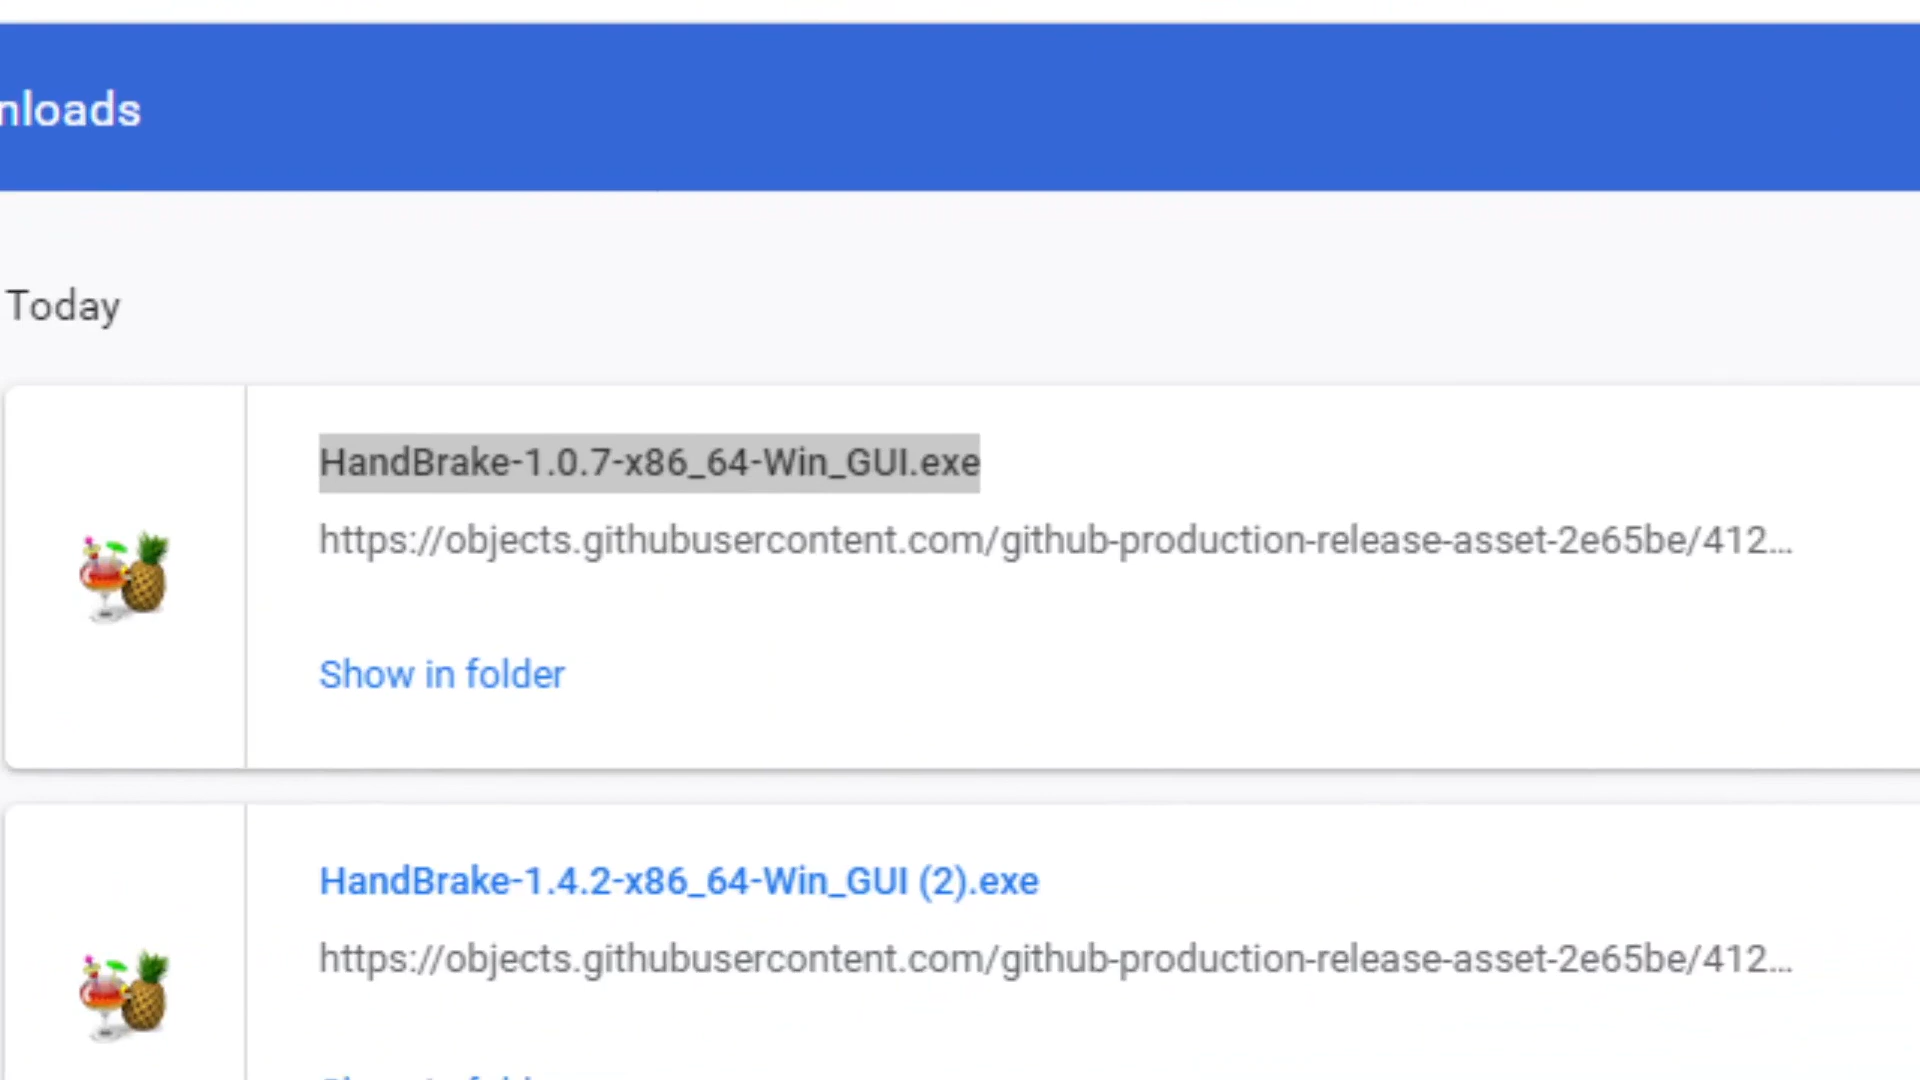 nloads
Today
HandBrake-1.0.7-x86_64-Win_GUI.exe
https://objects.githubusercontent.com/github-production-release-asset-2e65be/412...
Show in folder
HandBrake-1.4.2-x86_64-Win_GUI (2).exe
https://objects.githubusercontent.com/github-production-release-asset-2e65be/412...